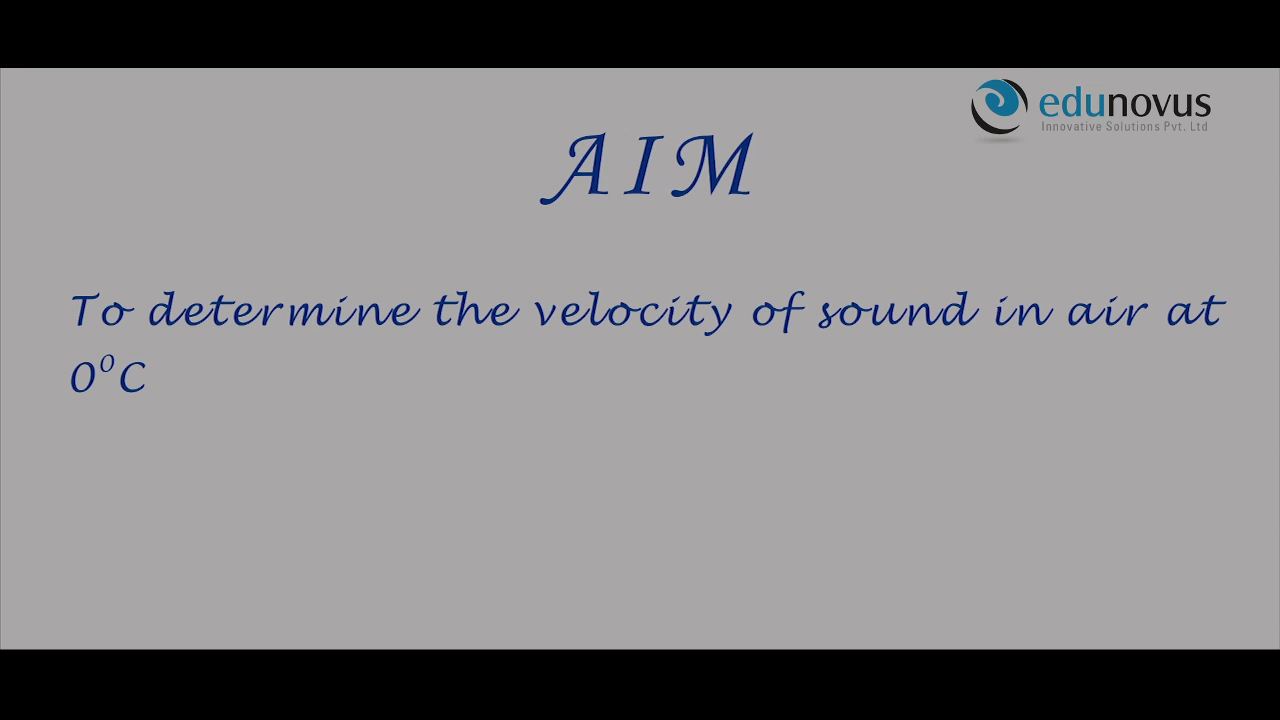 edunovus
Innovative Solutions Pvt. Ltd
AIM
To determine the velocity of sound in air at
0⁰C